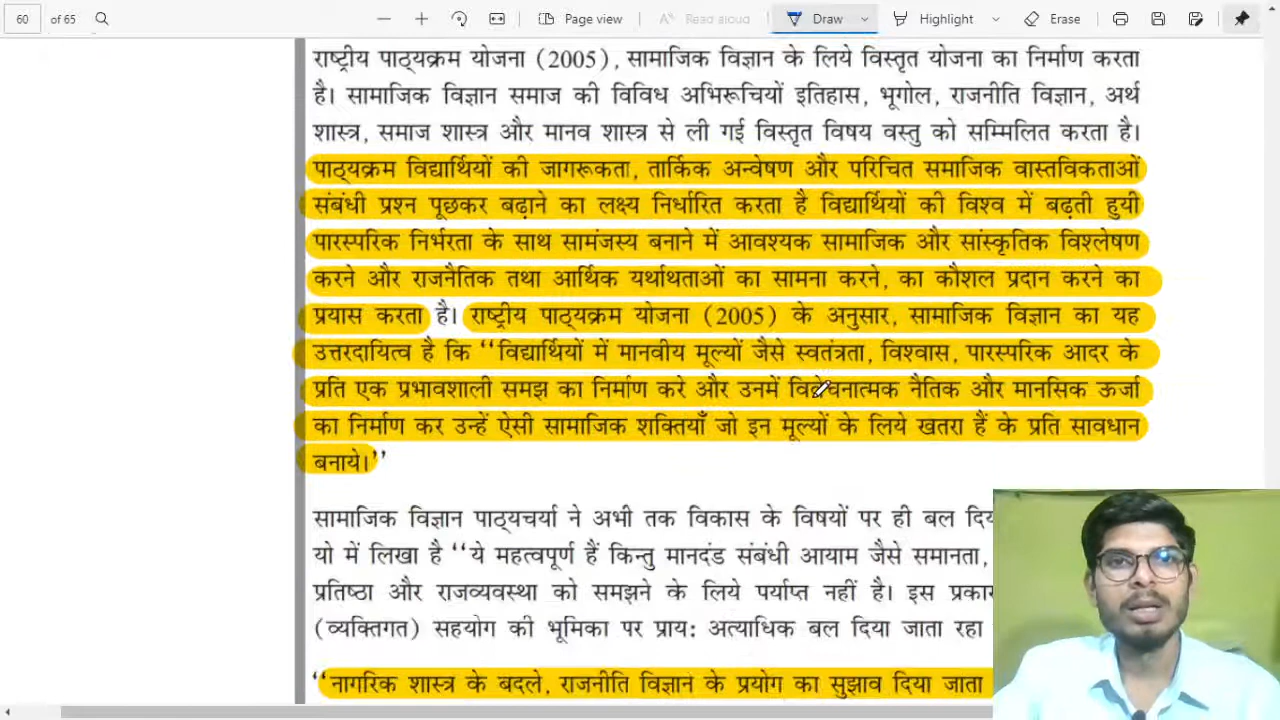 60 of 65 Page view Read aloud Draw Highlight Erase
राष्ट्रीय पाठ्यक्रम योजना (2005), सामाजिक विज्ञान के लिये विस्तृत योजना का निर्माण करता
है। सामाजिक विज्ञान समाज की विविध अभिरूचियों इतिहास, भूगोल, राजनीति विज्ञान, अर्थ
शास्त्र, समाज शास्त्र और मानव शास्त्र से ली गई विस्तृत विषय वस्तु को सम्मिलित करता है।
पाठ्यक्रम विद्यार्थियों की जागरूकता, तार्किक अन्वेषण और परिचित समाजिक वास्तविकताओं
संबंधी प्रश्न पूछकर बढ़ाने का लक्ष्य निर्धारित करता है विद्यार्थियों की विश्व में बढ़ती हुयी
पारस्परिक निर्भरता के साथ सामंजस्य बनाने में आवश्यक सामाजिक और सांस्कृतिक विश्लेषण
करने और राजनैतिक तथा आर्थिक यर्थाथताओं का सामना करने, का कौशल प्रदान करने का
प्रयास करता है। राष्ट्रीय पाठ्यक्रम योजना (2005) के अनुसार, सामाजिक विज्ञान का यह
उत्तरदायित्व है कि ‘‘विद्यार्थियों में मानवीय मूल्यों जैसे स्वतंत्रता, विश्वास, पारस्परिक आदर के
प्रति एक प्रभावशाली समझ का निर्माण करे और उनमें नैतिक और मानसिक ऊर्जा
का निर्माण कर उन्हें ऐसी सामाजिक शक्तियाँ जो इन मूल्यों के लिये खतरा हैं के प्रति सावधान
बनाये।’’
सामाजिक विज्ञान पाठ्यचर्या ने अभी तक विकास के विषयों पर ही बल
यो में लिखा है ‘‘ये महत्वपूर्ण हैं किन्तु मानदंड संबंधी आयाम जैसे समानता,
प्रतिष्ठा और राजव्यवस्था को समझने के लिये पर्याप्त नहीं है। इस
(व्यक्तिगत) सहयोग की भूमिका पर प्राय: अत्याधिक बल दिया जाता रहा
‘‘नागरिक शास्त्र के बदले, राजनीति विज्ञान के प्रयोग का सुझाव दिया जाता